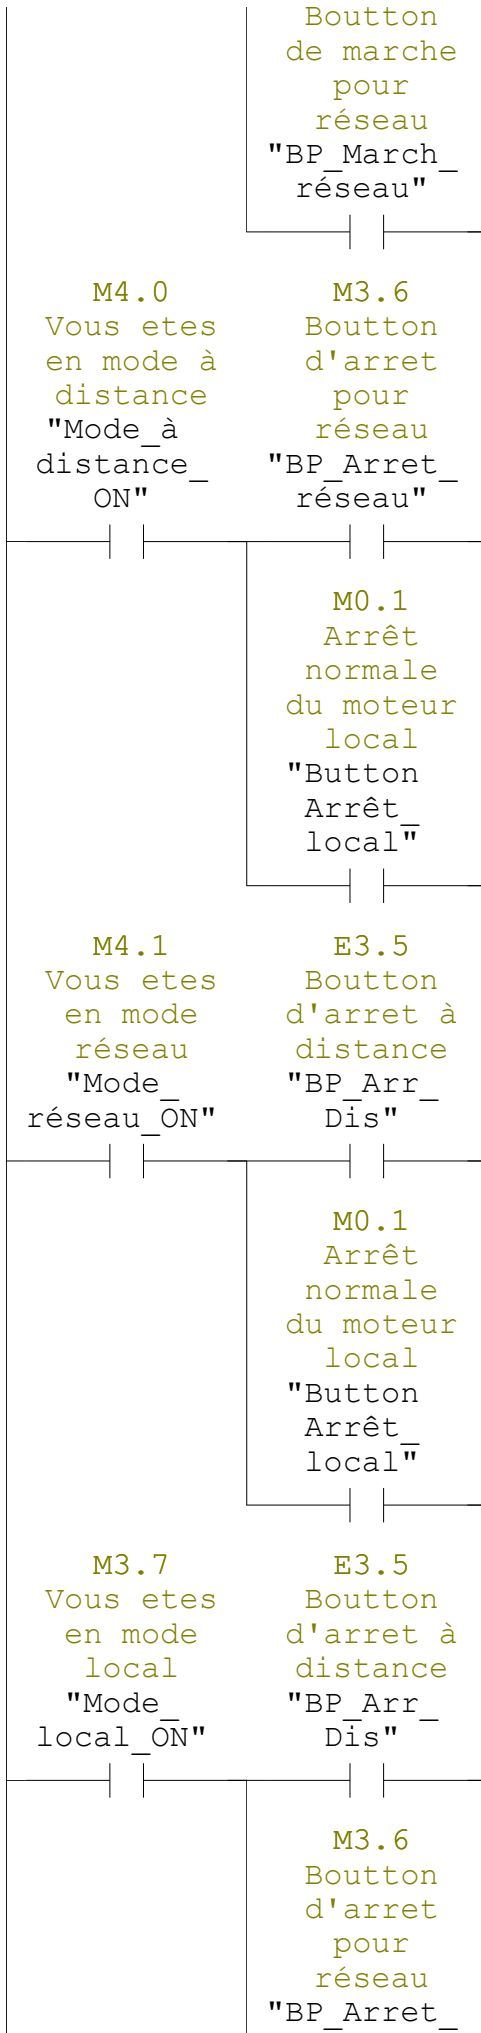 Boutton
de marche
pour
réseau
"BP_March_
réseau"
M4.0
Vous etes
en mode à
distance
"Mode_à
distance_
ON"
M3.6
Boutton
d'arret
pour
réseau
"BP_Arret_
réseau"
M0.1
Arrêt
normale
du moteur
local
"Button
Arrêt_
local"
M4.1
Vous etes
en mode
réseau
"Mode_
réseau_ON"
E3.5
Boutton
d'arret à
distance
"BP_Arr_
Dis"
M0.1
Arrêt
normale
du moteur
local
"Button
Arrêt_
local"
M3.7
Vous etes
en mode
local
"Mode_
local_ON"
E3.5
Boutton
d'arret à
distance
"BP_Arr_
Dis"
M3.6
Boutton
d'arret
pour
réseau
"BP_Arret_